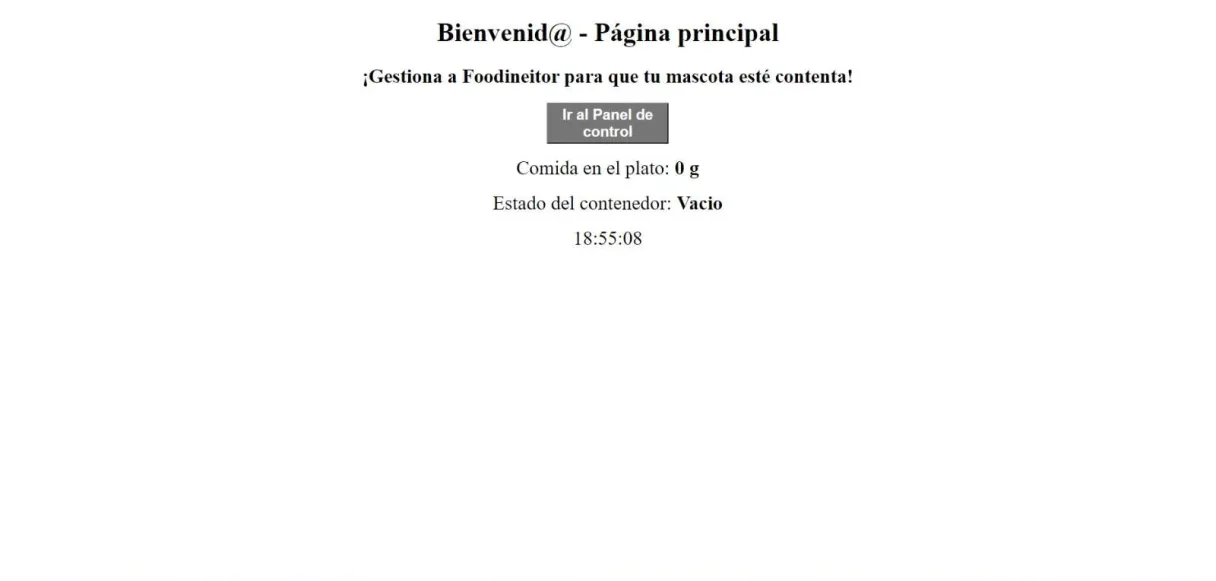 Bienvenid@ - Página principal
¡Gestiona a Foodineitor para que tu mascota esté contenta!
Ir al Panel de
control
Comida en el plato: 0 g
Estado del contenedor: Vacio
18:55:08